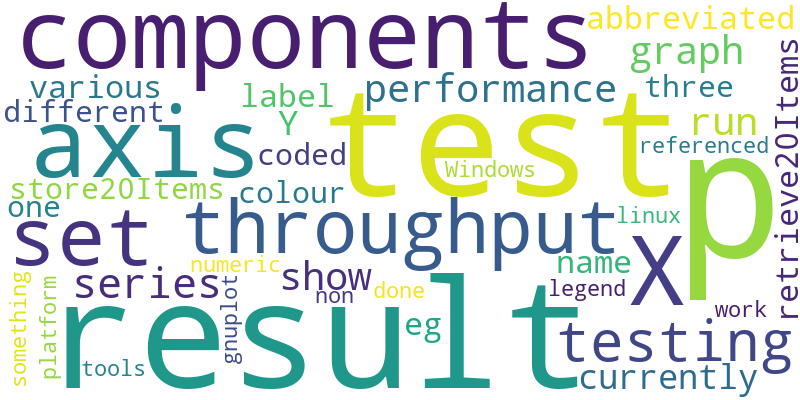 components
abbreviated
graph
various
label
performance
three
different
Y
test
run
axis
coded
Windows
referenced
retrieve20Items
p
store20Items
colour
one
set
throughput
linux
X
numeric
series
show
name
something
platform
result
non
done
eg
legend
work
gnuplot
testing
tools
currently